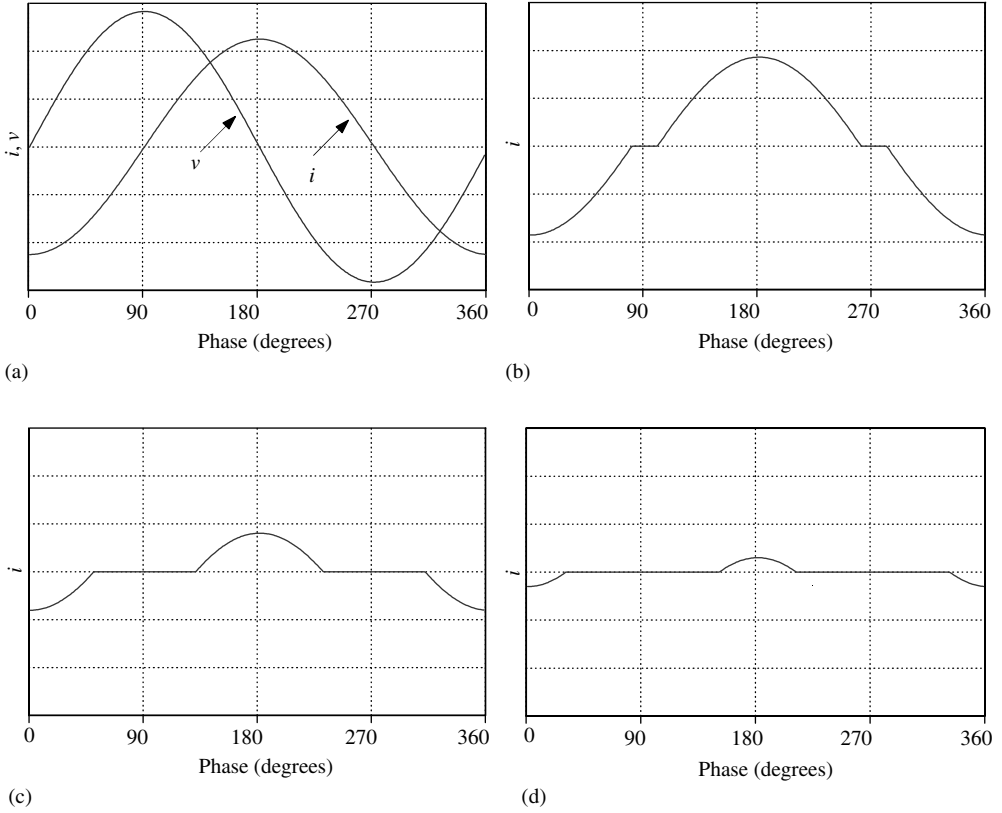 i, v
v
i
0 90 180 270 360
Phase (degrees)
(a)
i
0 90 180 270 360
Phase (degrees)
(b)
i
0 90 180 270 360
Phase (degrees)
(c)
i
0 90 180 270 360
Phase (degrees)
(d)